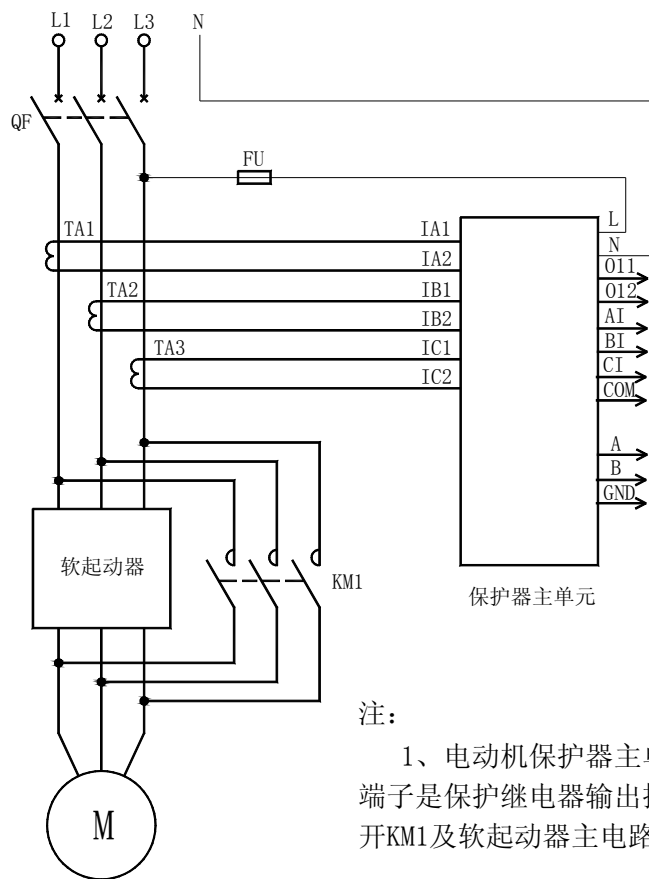 L1
L2
L3
N
QF
FU
L
N
TA1
IA1
IA2
O11
O12
TA2
IB1
IB2
AI
BI
TA3
IC1
IC2
CI
COM
A
B
GND
软起动器
KM1
保护器主单元
M
注:
1、电动机保护器主
端子是保护继电器输出
开KM1及软起动器主电路